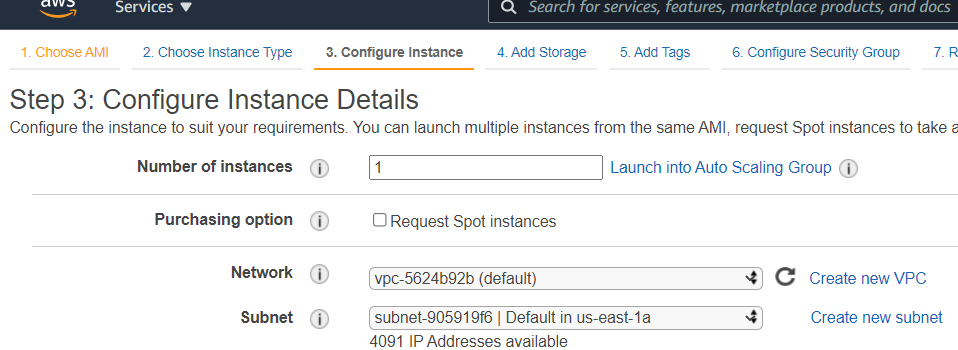 aws
Services
Search for services, features, marketplace products, and docs
1. Choose AMI 2. Choose Instance Type 3. Configure Instance 4. Add Storage 5. Add Tags 6. Configure Security Group 7. R
Step 3: Configure Instance Details
Configure the instance to suit your requirements. You can launch multiple instances from the same AMI, request Spot instances to take a
Number of instances i 1 Launch into Auto Scaling Group i
Purchasing option i Request Spot instances
Network i vpc-5624b92b (default) Create new VPC
Subnet i subnet-905919f6 | Default in us-east-1a Create new subnet
4091 IP Addresses available